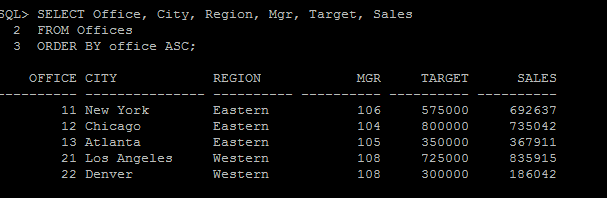 SQL> SELECT Office, City, Region, Mgr, Target, Sales
2 FROM Offices
3 ORDER BY office ASC;
OFFICE CITY REGION MGR TARGET SALES
---------- --------------- ---------- ---------- ---------- ----------
11 New York Eastern 106 575000 692637
12 Chicago Eastern 104 800000 735042
13 Atlanta Eastern 105 350000 367911
21 Los Angeles Western 108 725000 835915
22 Denver Western 108 300000 186042